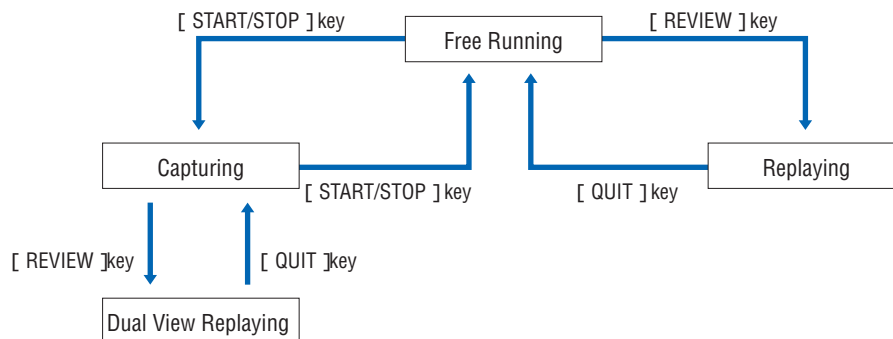 [ START/STOP ]key
Free Running
[ REVIEW ]key
Capturing
Replaying
[ START/STOP ]key
[ QUIT ]key
[ REVIEW ]key
[ QUIT ]key
Dual View Replaying